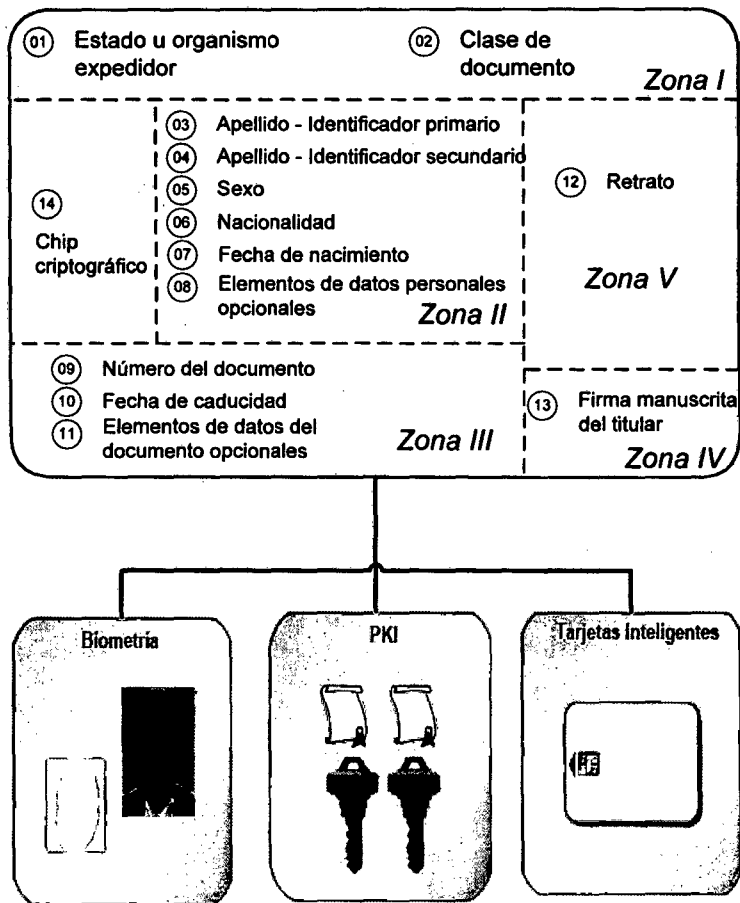 01 Estado u organismo
expedidor
02 Clase de
documento
Zona I
03 Apellido - Identificador primario
04 Apellido - Identificador secundario
05 Sexo
06 Nacionalidad
07 Fecha de nacimiento
08 Elementos de datos personales
opcionales
Zona II
14
Chip
criptográfico
12 Retrato
Zona V
09 Número del documento
10 Fecha de caducidad
11 Elementos de datos del
documento opcionales
Zona III
13 Firma manuscrita
del titular
Zona IV
Biometría
PKI
Tarjetas Inteligentes